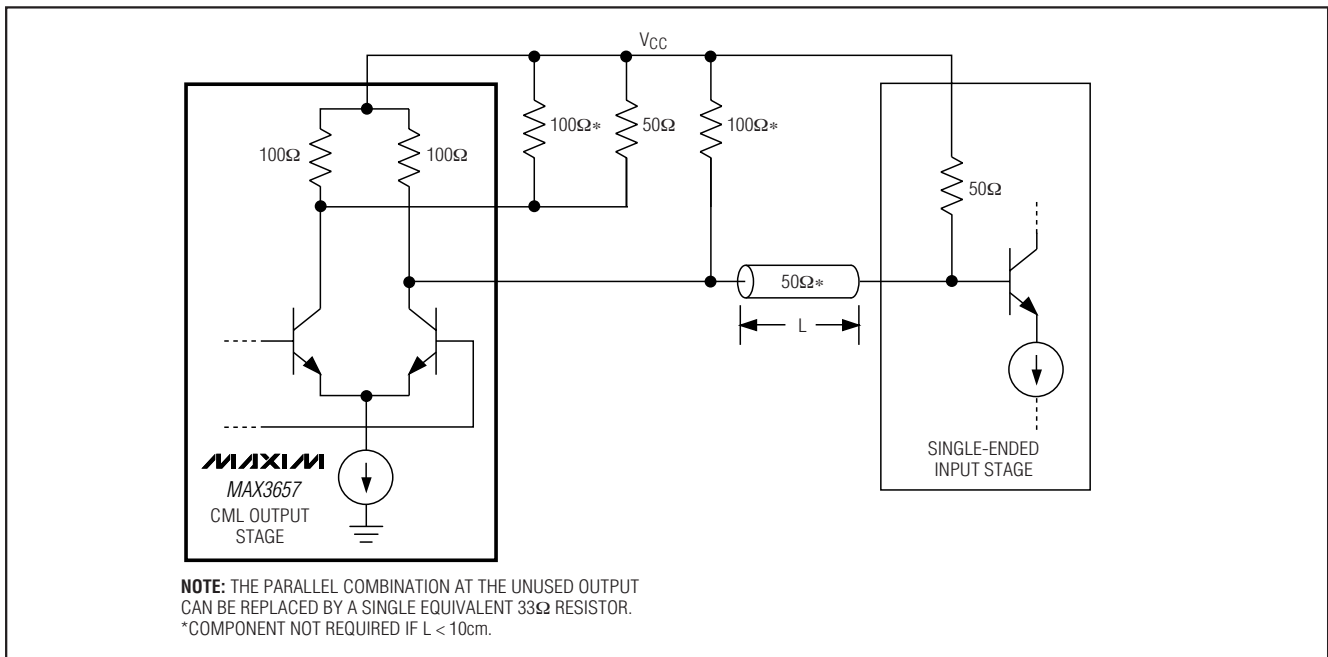 VCC
100Ω
100Ω
100Ω*
50Ω
100Ω*
50Ω
50Ω*
L
MAXIM
MAX3657
CML OUTPUT
STAGE
SINGLE-ENDED
INPUT STAGE
NOTE: THE PARALLEL COMBINATION AT THE UNUSED OUTPUT
CAN BE REPLACED BY A SINGLE EQUIVALENT 33Ω RESISTOR.
*COMPONENT NOT REQUIRED IF L < 10cm.